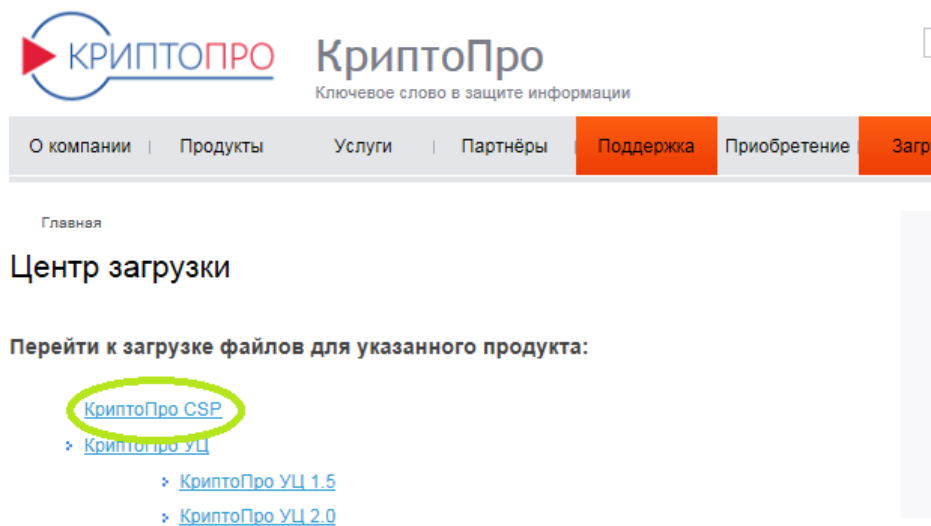 КРИПТОПРО
КриптоПро
Ключевое слово в защите информации
О компании | Продукты Услуги | Партнёры | Поддержка Приобретение | Загр
Главная
Центр загрузки
Перейти к загрузке файлов для указанного продукта:
КриптоПро CSP
КриптоПро УЦ
КриптоПро УЦ 1.5
КриптоПро УЦ 2.0